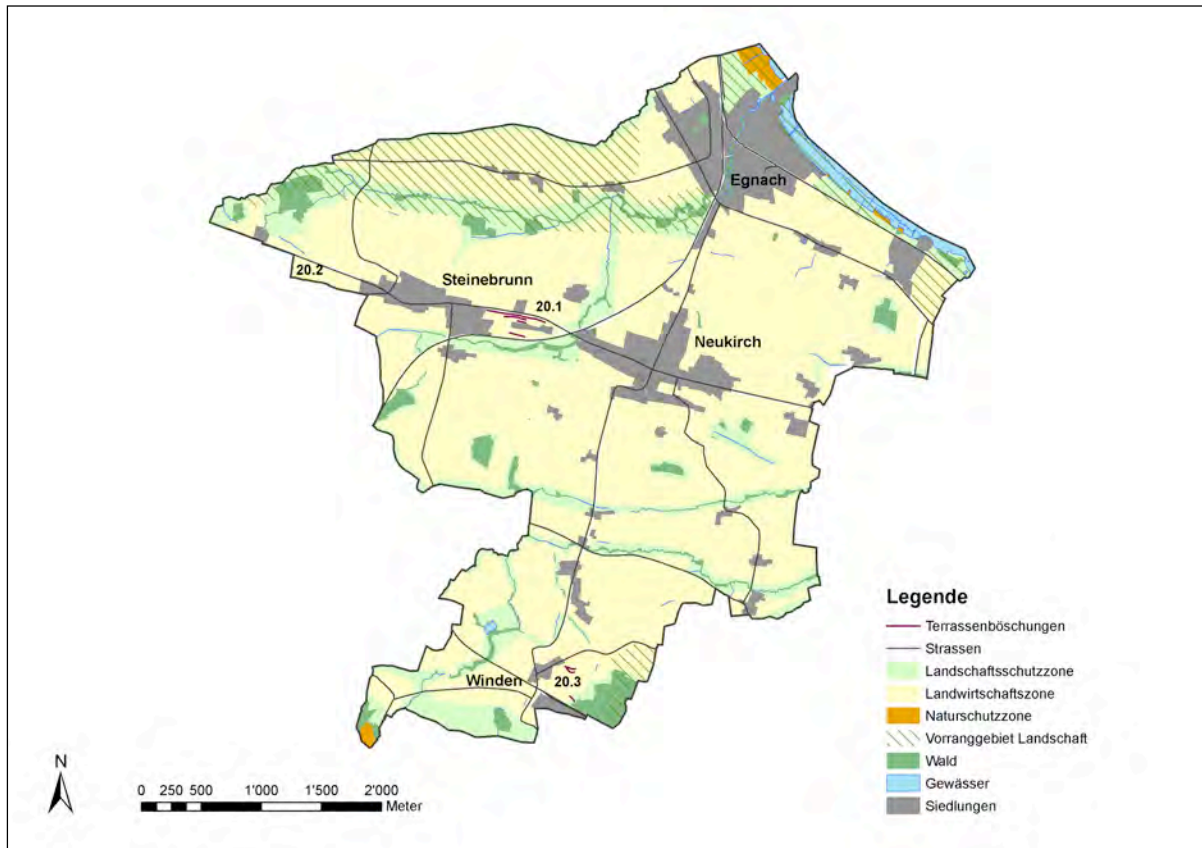 Egnach
20.2
Steinebrunn
20.1
Neukirch
Winden
20.3
Legende
Terrassenböschungen
Strassen
Landschaftsschutzzone
Landwirtschaftszone
Naturschutzzone
Vorranggebiet Landschaft
Wald
Gewässer
Siedlungen
N
0 250 500 1'000 1'500 2'000
Meter